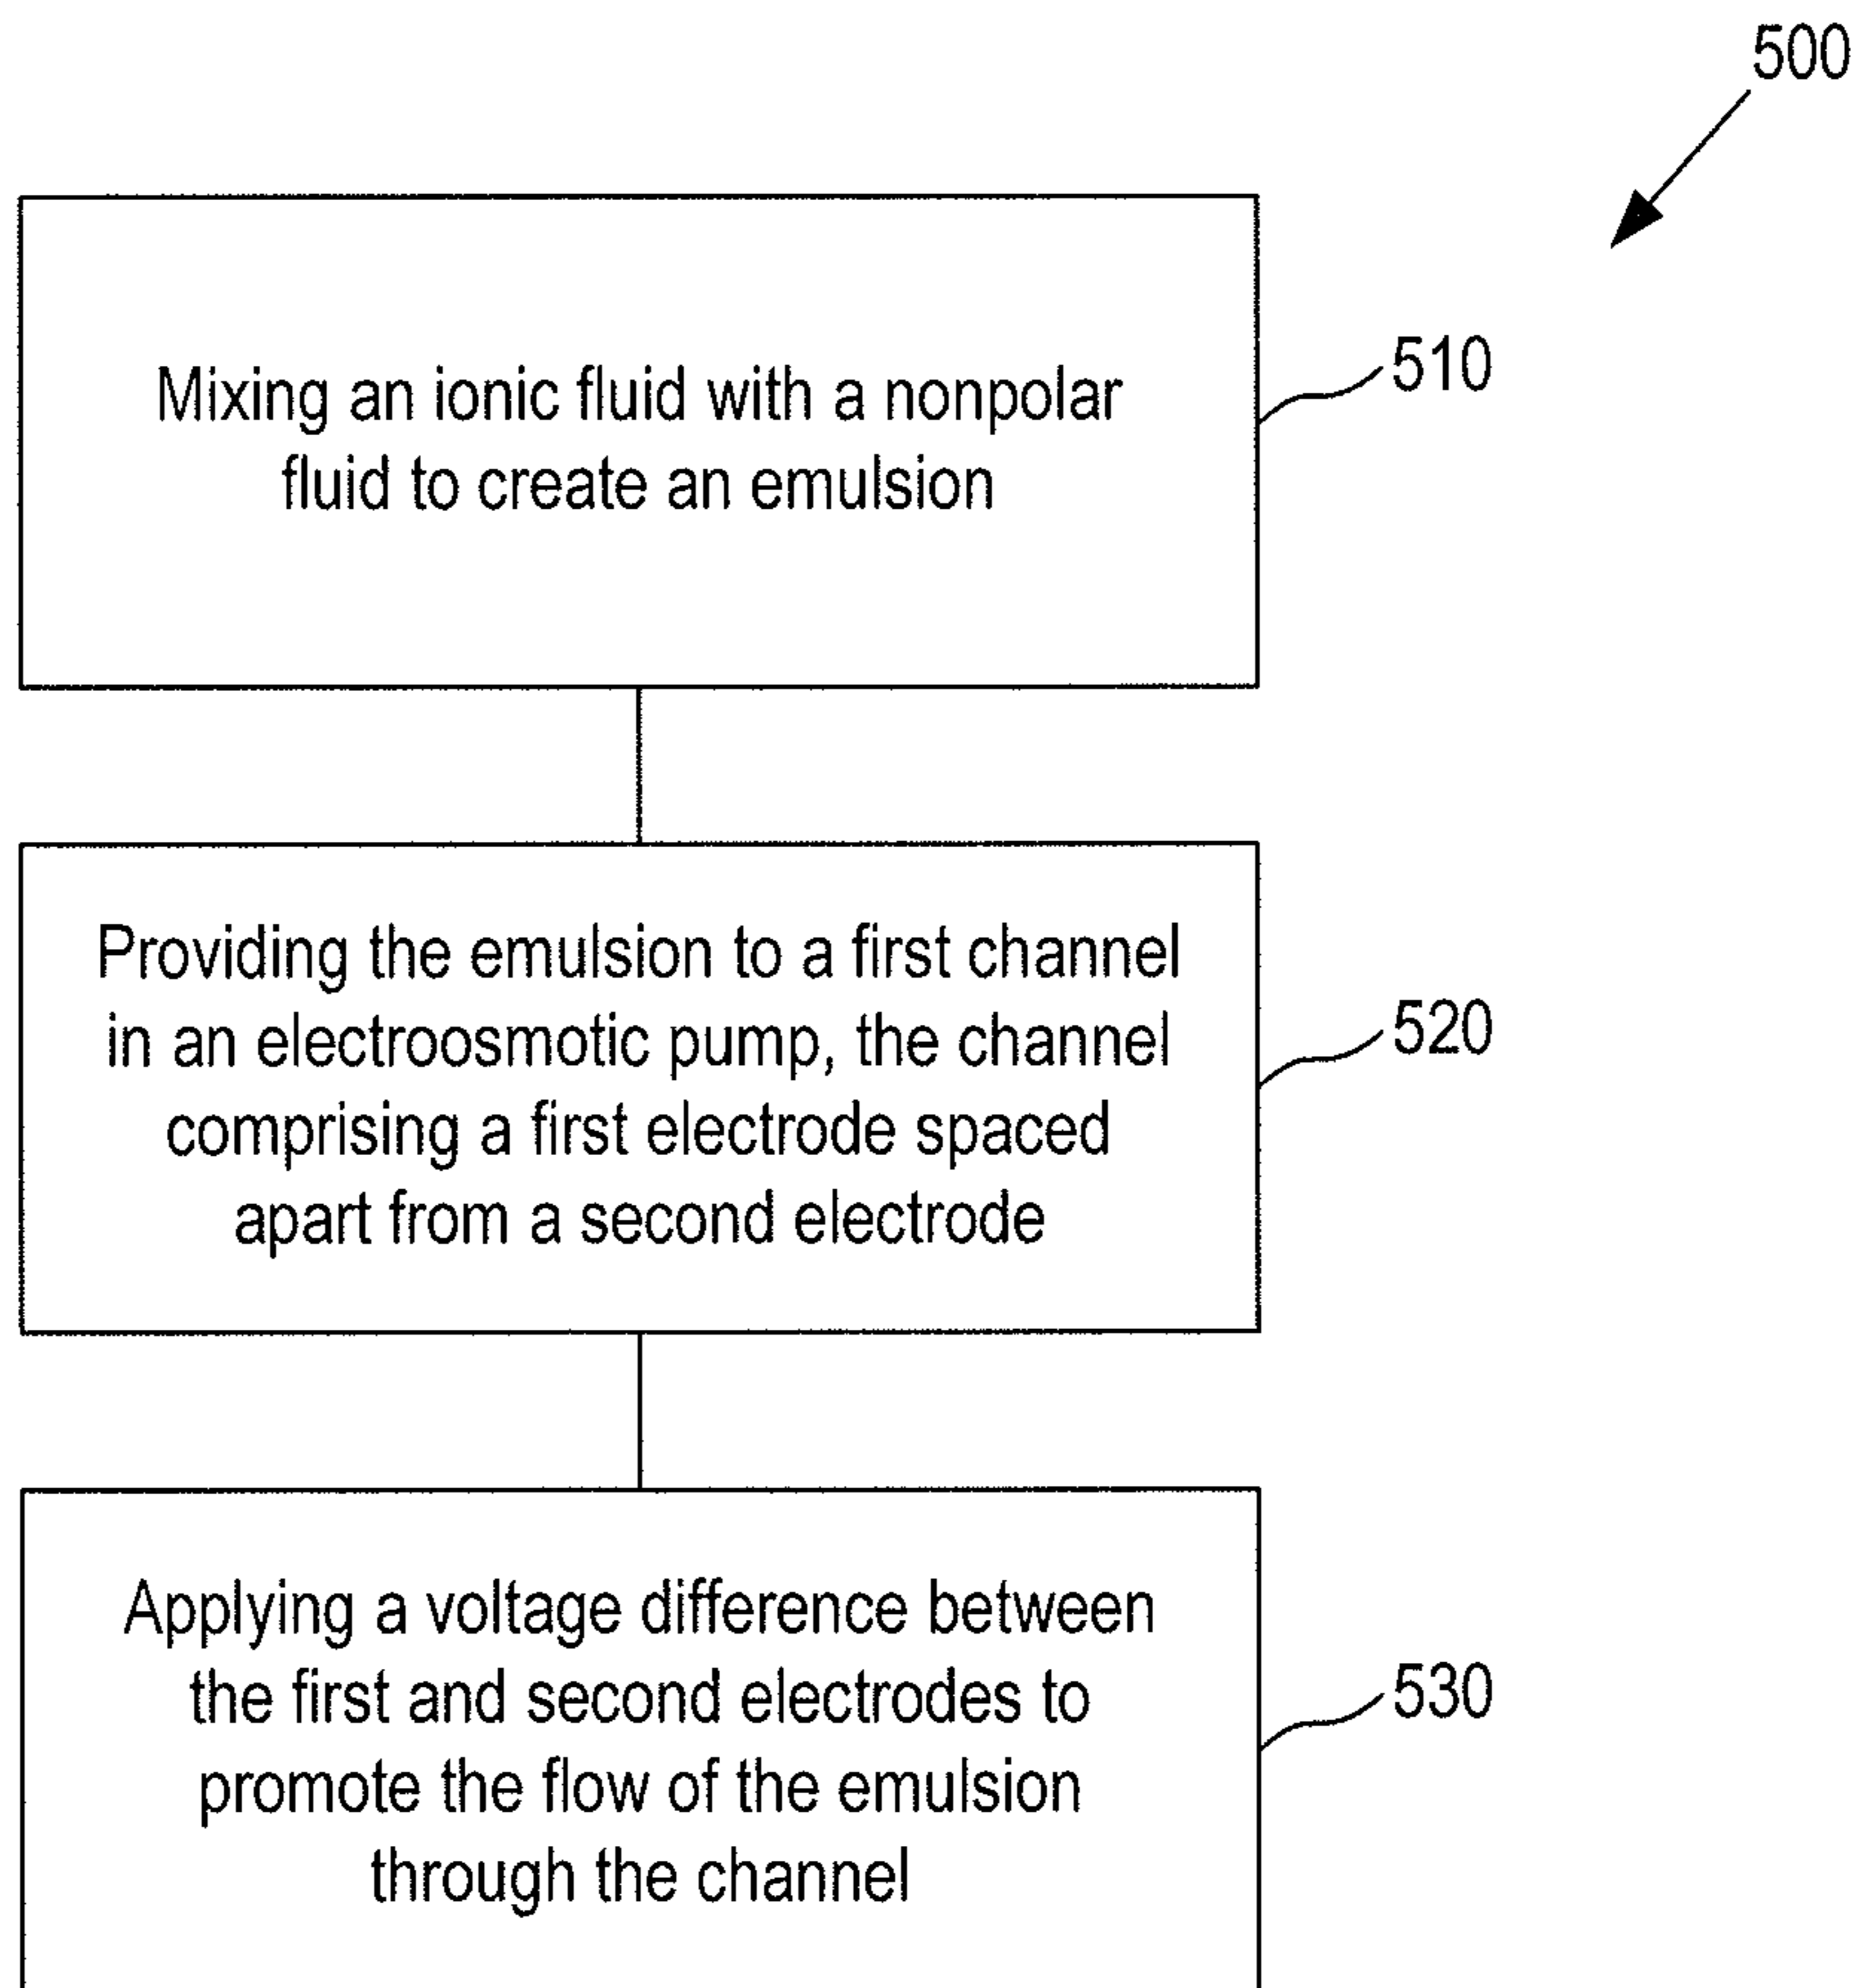 500
Mixing an ionic fluid with a nonpolar
fluid to create an emulsion
510
Providing the emulsion to a first channel
in an electroosmotic pump, the channel
comprising a first electrode spaced
apart from a second electrode
520
Applying a voltage difference between
the first and second electrodes to
promote the flow of the emulsion
through the channel
530